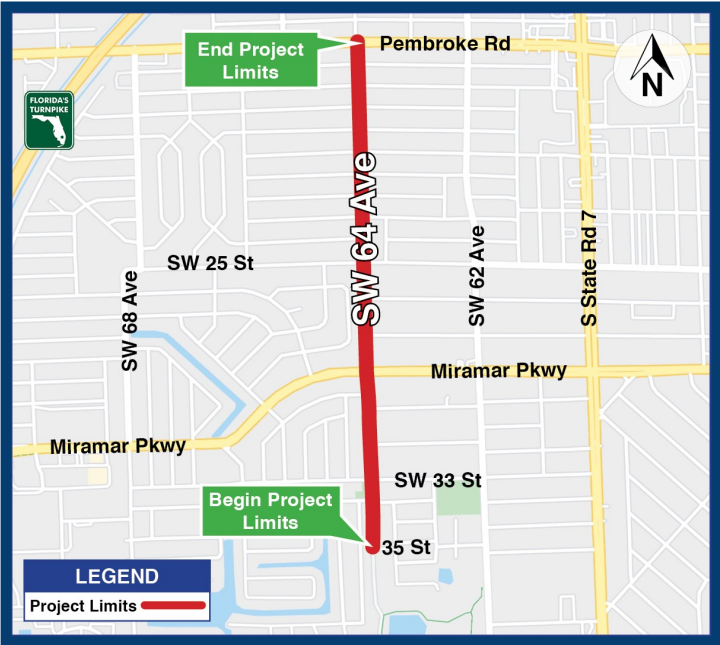 End Project
Limits
Pembroke Rd
N
FLORIDA'S
TURNPIKE
SW 64 Ave
SW 25 St
SW 68 Ave
SW 62 Ave
S State Rd 7
Miramar Pkwy
Miramar Pkwy
SW 33 St
Begin Project
Limits
35 St
LEGEND
Project Limits